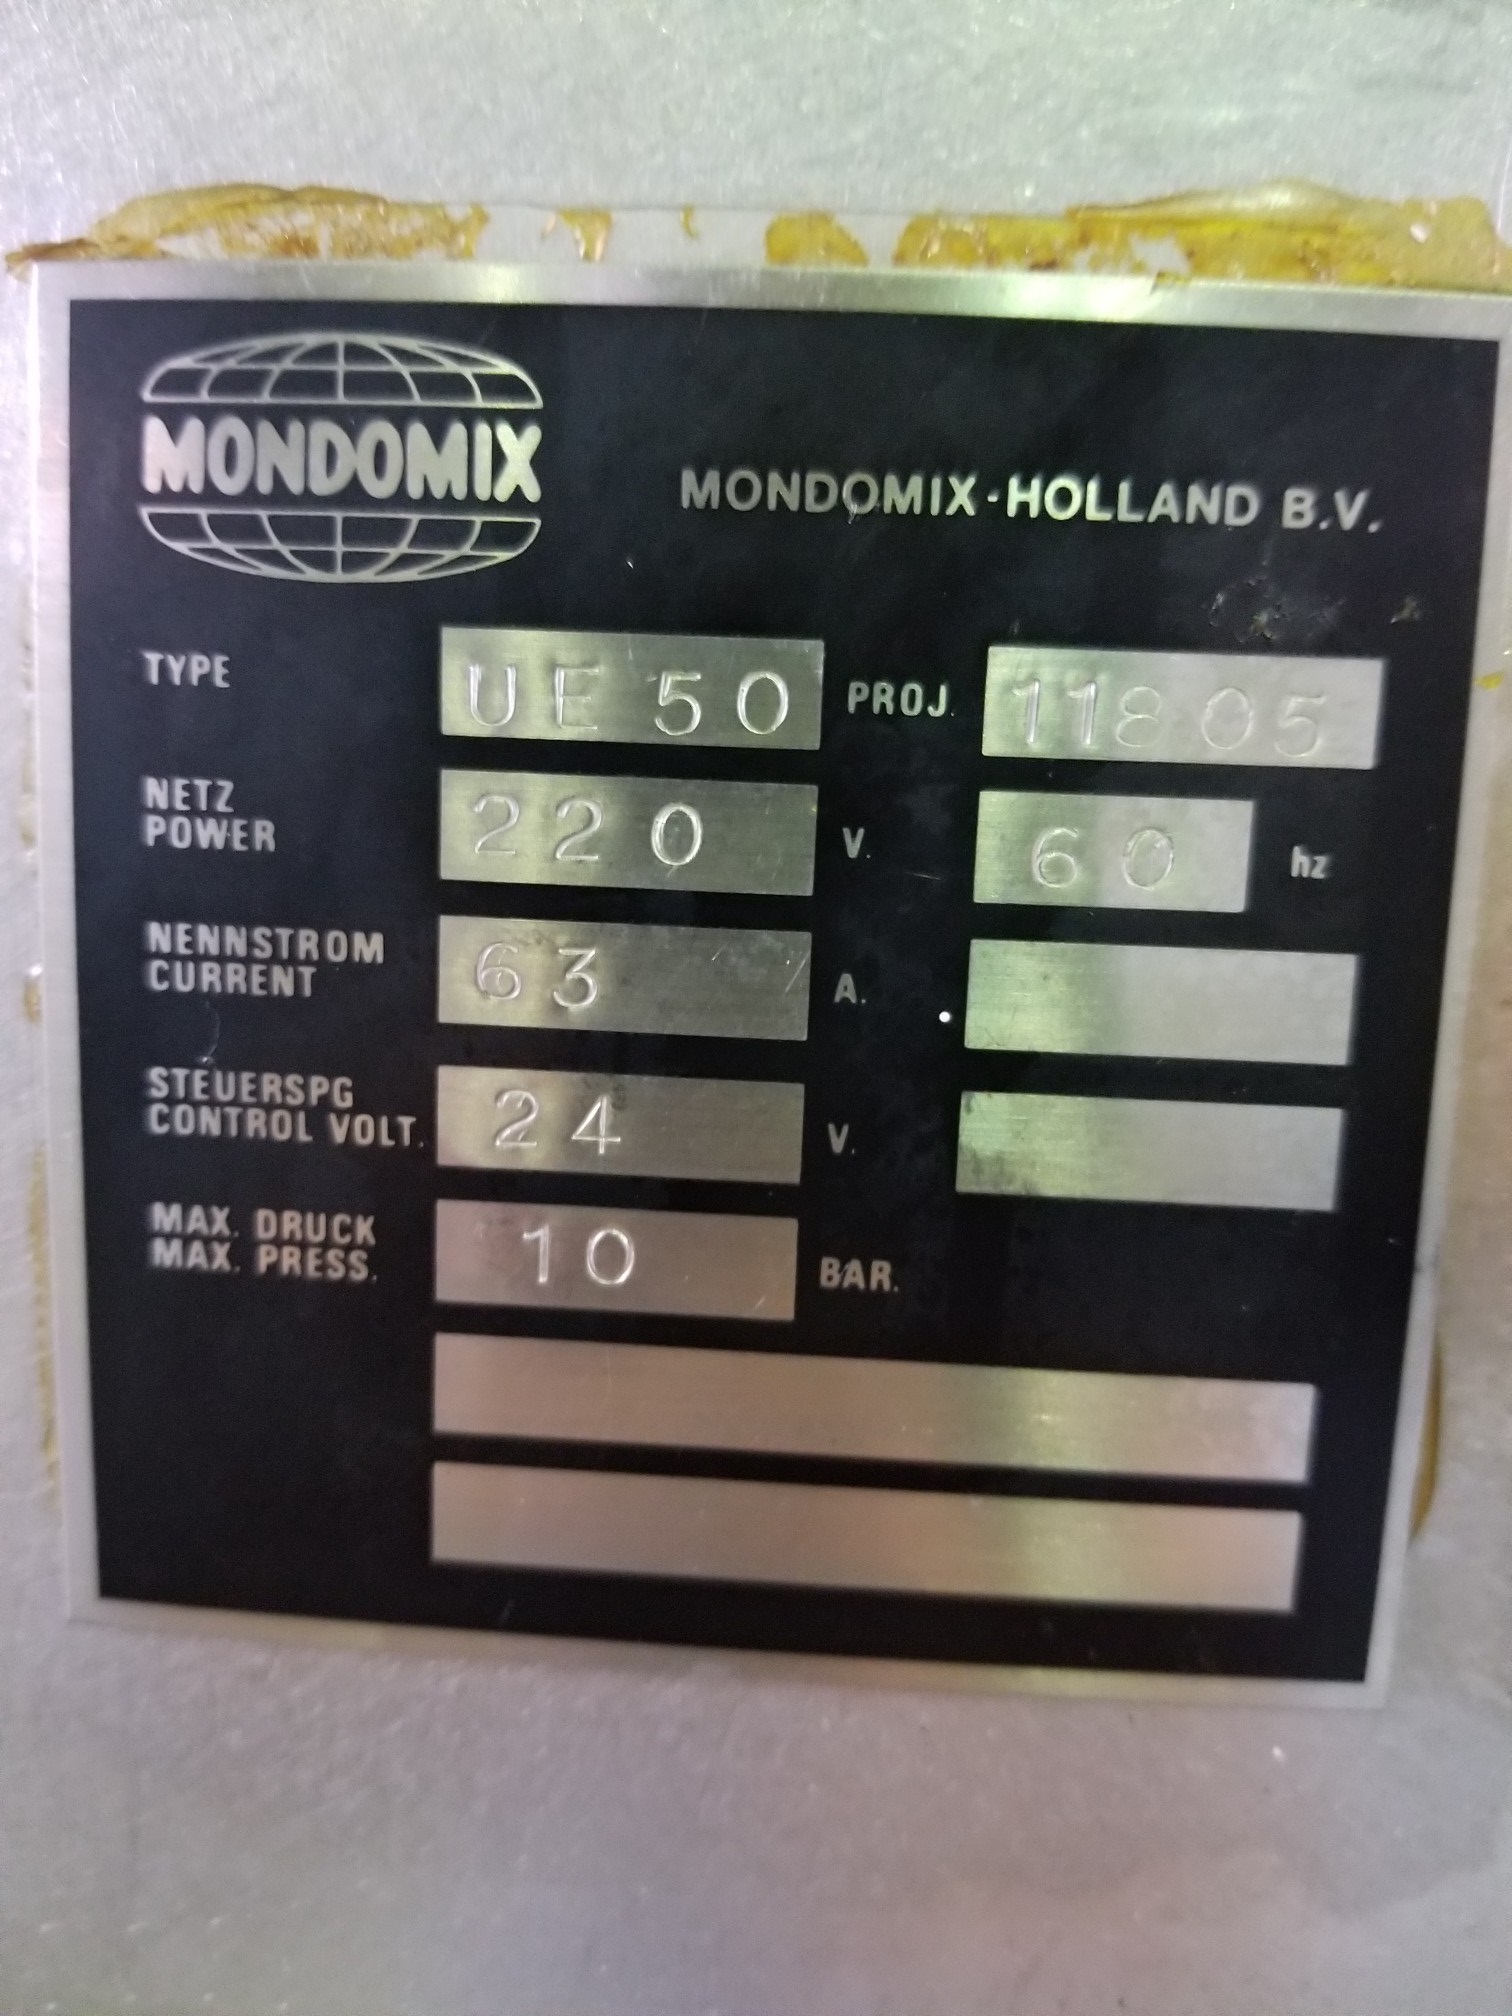 MONDOMIX
MONDOMIX-HOLLAND B.V.
TYPE UE 50 PROJ. 11805
NETZ
POWER 220 V. 60 hz
NENNSTROM
CURRENT 63 A.
STEUERSPG
CONTROL VOLT. 24 V.
MAX. DRUCK
MAX. PRESS. 10 BAR.